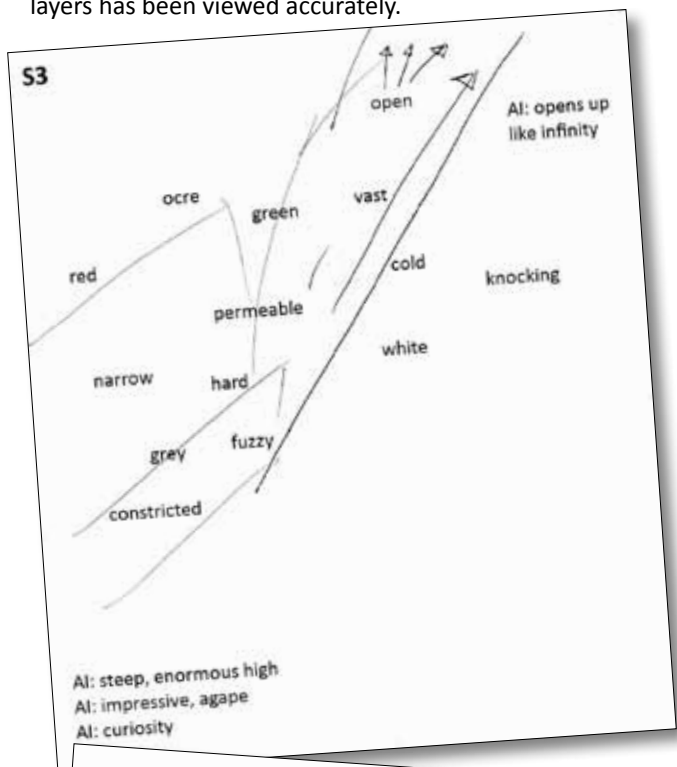 layers has been viewed accurately.
S3
open
AI: opens up
like infinity
ocre
green
vast
red
cold
knocking
permeable
white
narrow
hard
fuzzy
grey
constricted
AI: steep, enormous high
AI: impressive, agape
AI: curiosity